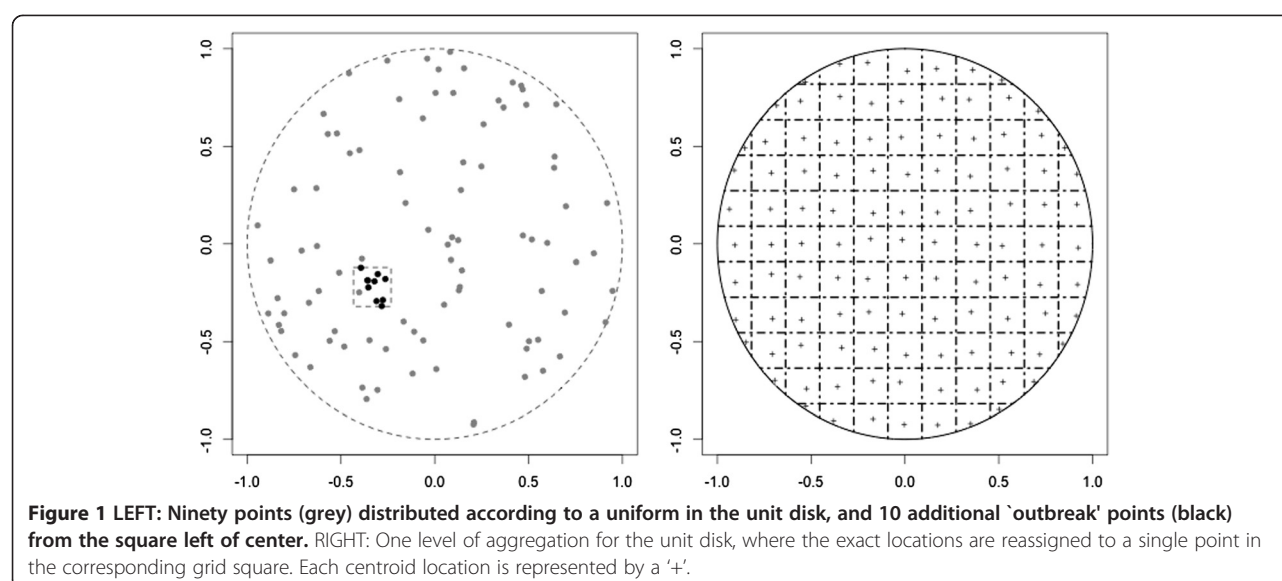 1.0
0.5
0.0
-0.5
-1.0
-1.0 -0.5 0.0 0.5 1.0
1.0
0.5
0.0
-0.5
-1.0
-1.0 -0.5 0.0 0.5 1.0
Figure 1 LEFT: Ninety points (grey) distributed according to a uniform in the unit disk, and 10 additional `outbreak' points (black)
from the square left of center. RIGHT: One level of aggregation for the unit disk, where the exact locations are reassigned to a single point in
the corresponding grid square. Each centroid location is represented by a ‘+’.